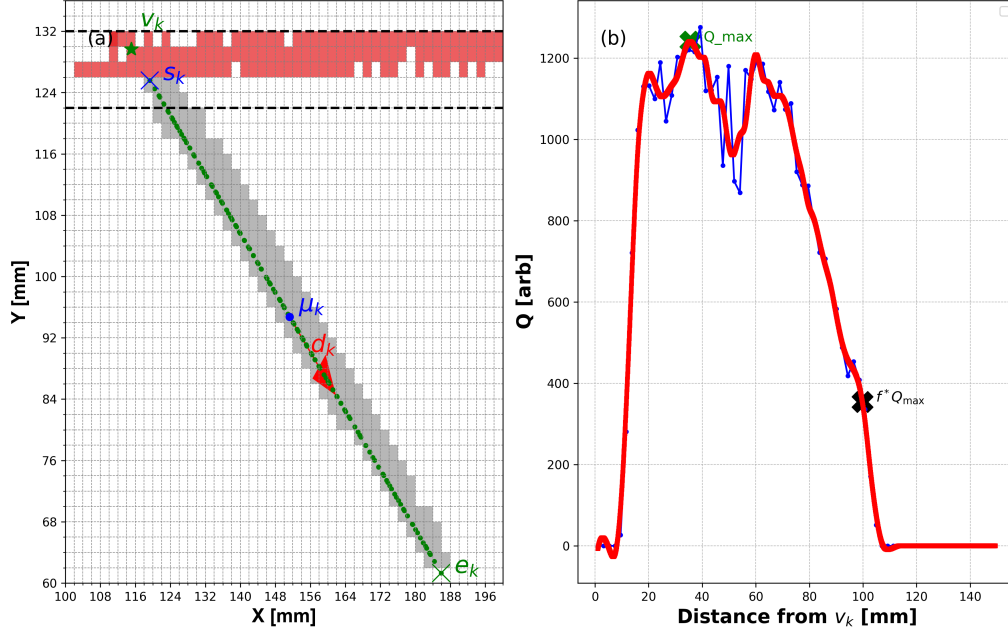 (a)
v_k
s_k
μ_k
d_k
e_k
132
124
116
108
100
92
84
76
68
60
Y [mm]
100 108 116 124 132 140 148 156 164 172 180 188 196
X [mm]
(b)
Q_max
f*Q_max
1200
1000
800
600
400
200
0
Q [arb]
0 20 40 60 80 100 120 140
Distance from v_k [mm]